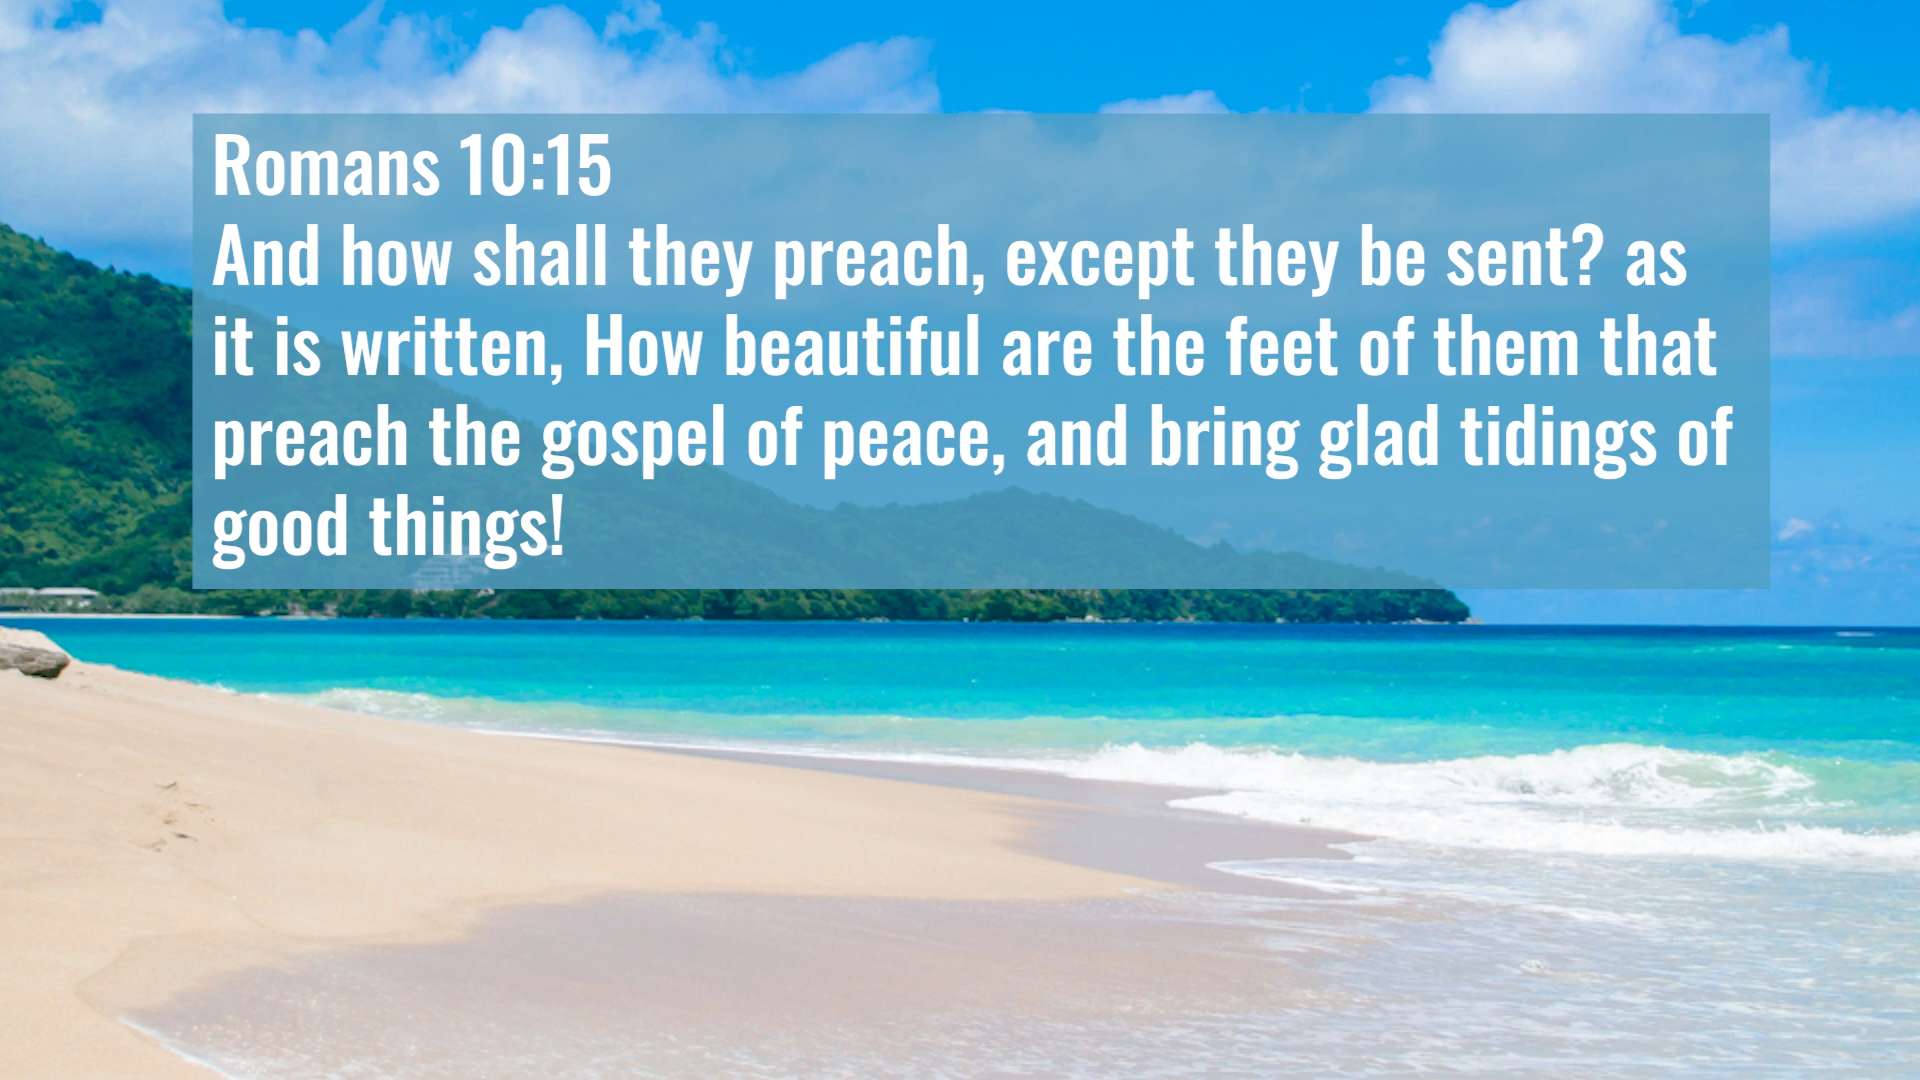 Romans 10:15
And how shall they preach, except they be sent? as
it is written, How beautiful are the feet of them that
preach the gospel of peace, and bring glad tidings of
good things!